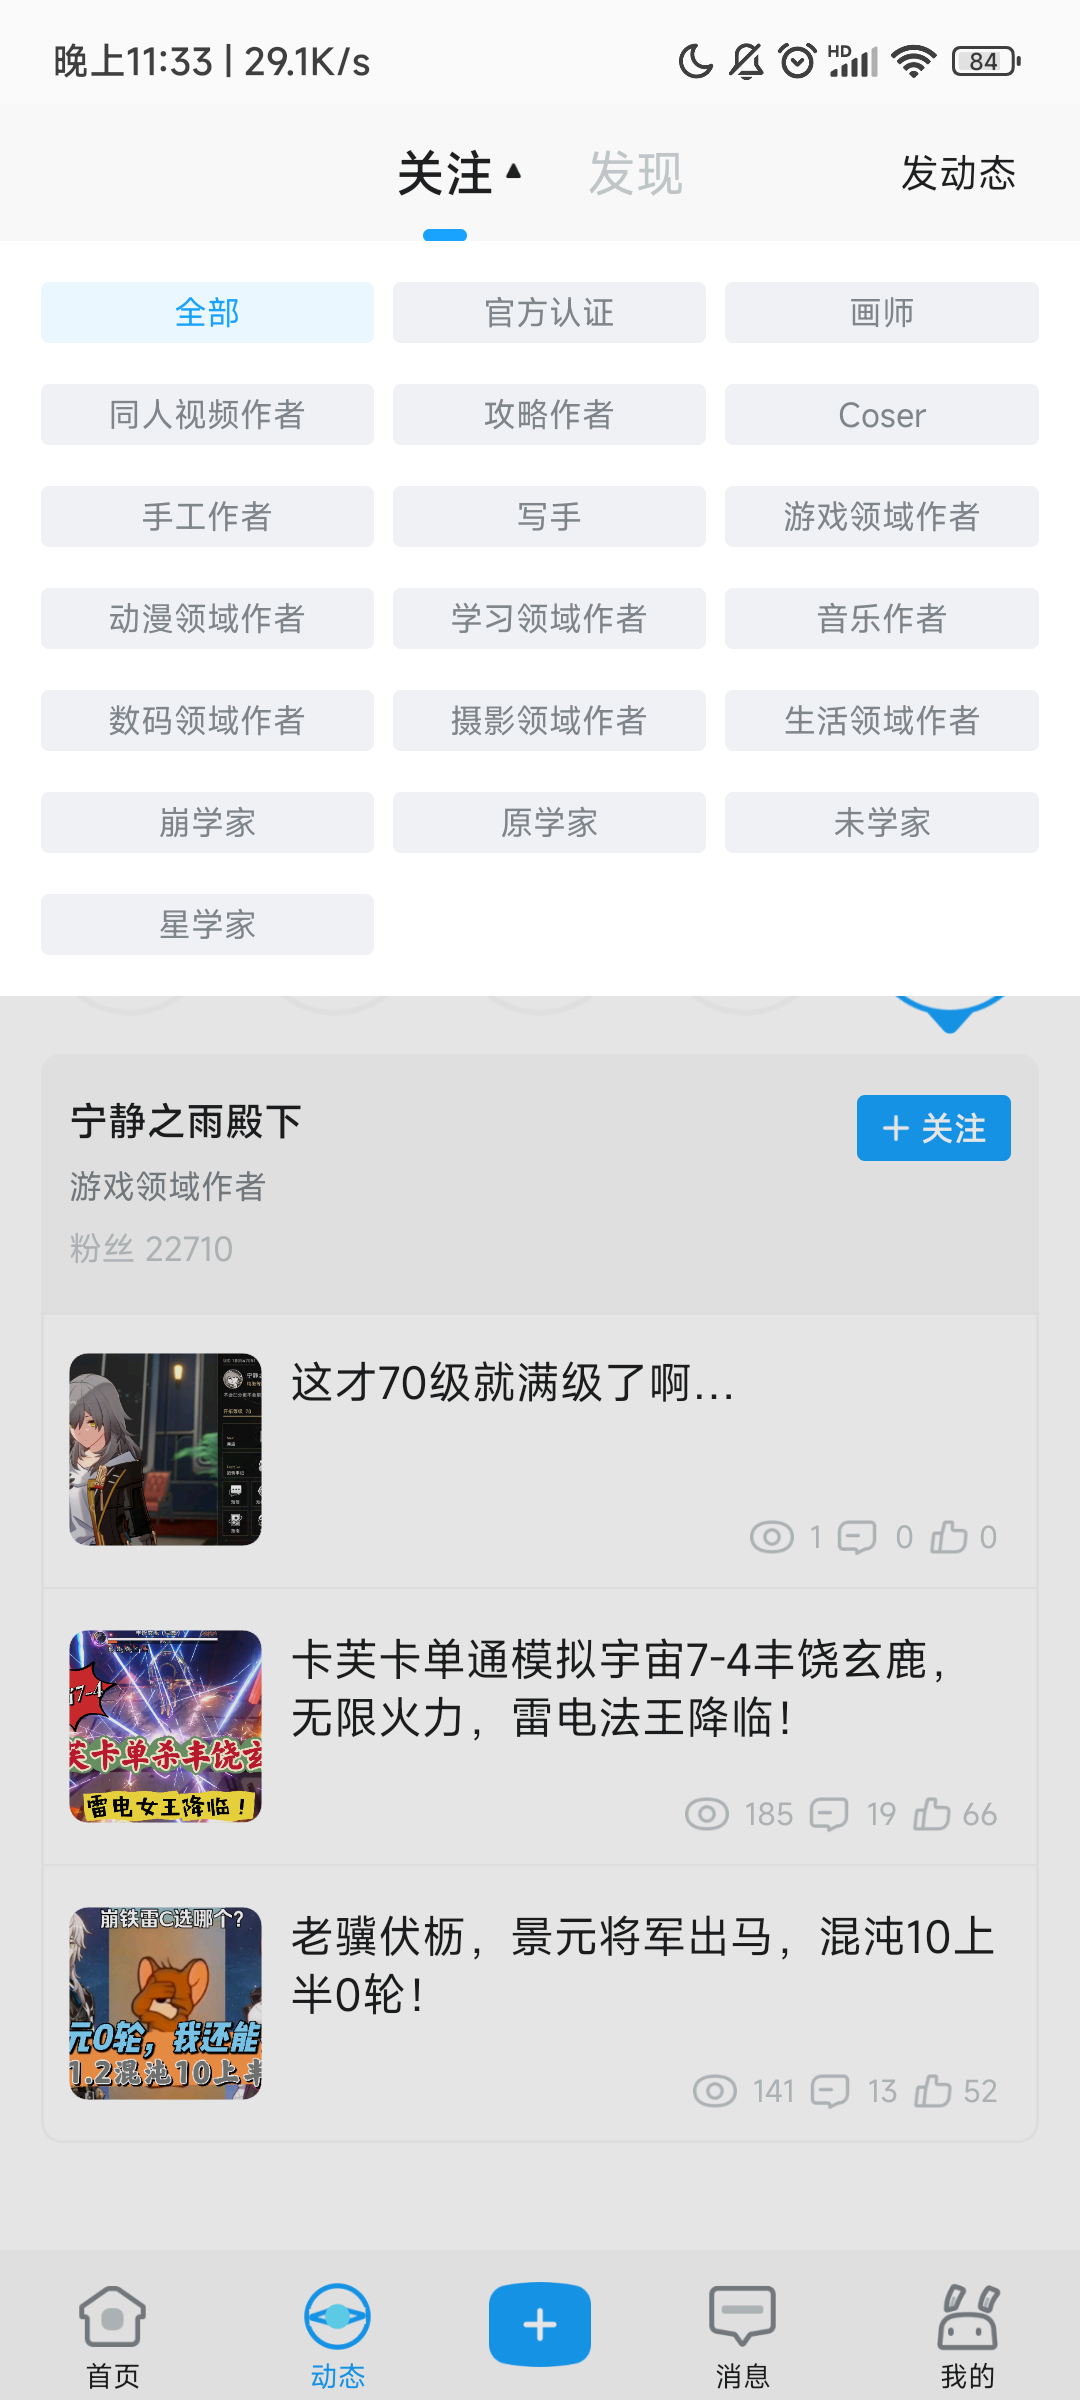 晚上11:33 | 29.1K/s
HD
84
关注
发现
发动态
全部
官方认证
画师
同人视频作者
攻略作者
Coser
手工作者
写手
游戏领域作者
动漫领域作者
学习领域作者
音乐作者
数码领域作者
摄影领域作者
生活领域作者
崩学家
原学家
未学家
星学家
宁静之雨殿下
+ 关注
游戏领域作者
粉丝 22710
这才70级就满级了啊...
1 0 0
卡芙卡单通模拟宇宙7-4丰饶玄鹿，
无限火力，雷电法王降临！
7-4
芙卡单杀丰饶玄
雷电女王降临！
185 19 66
老骥伏枥，景元将军出马，混沌10上
半0轮！
崩铁雷C选哪个？
元0轮，我还能
1.2混沌10上半
141 13 52
首页
动态
消息
我的